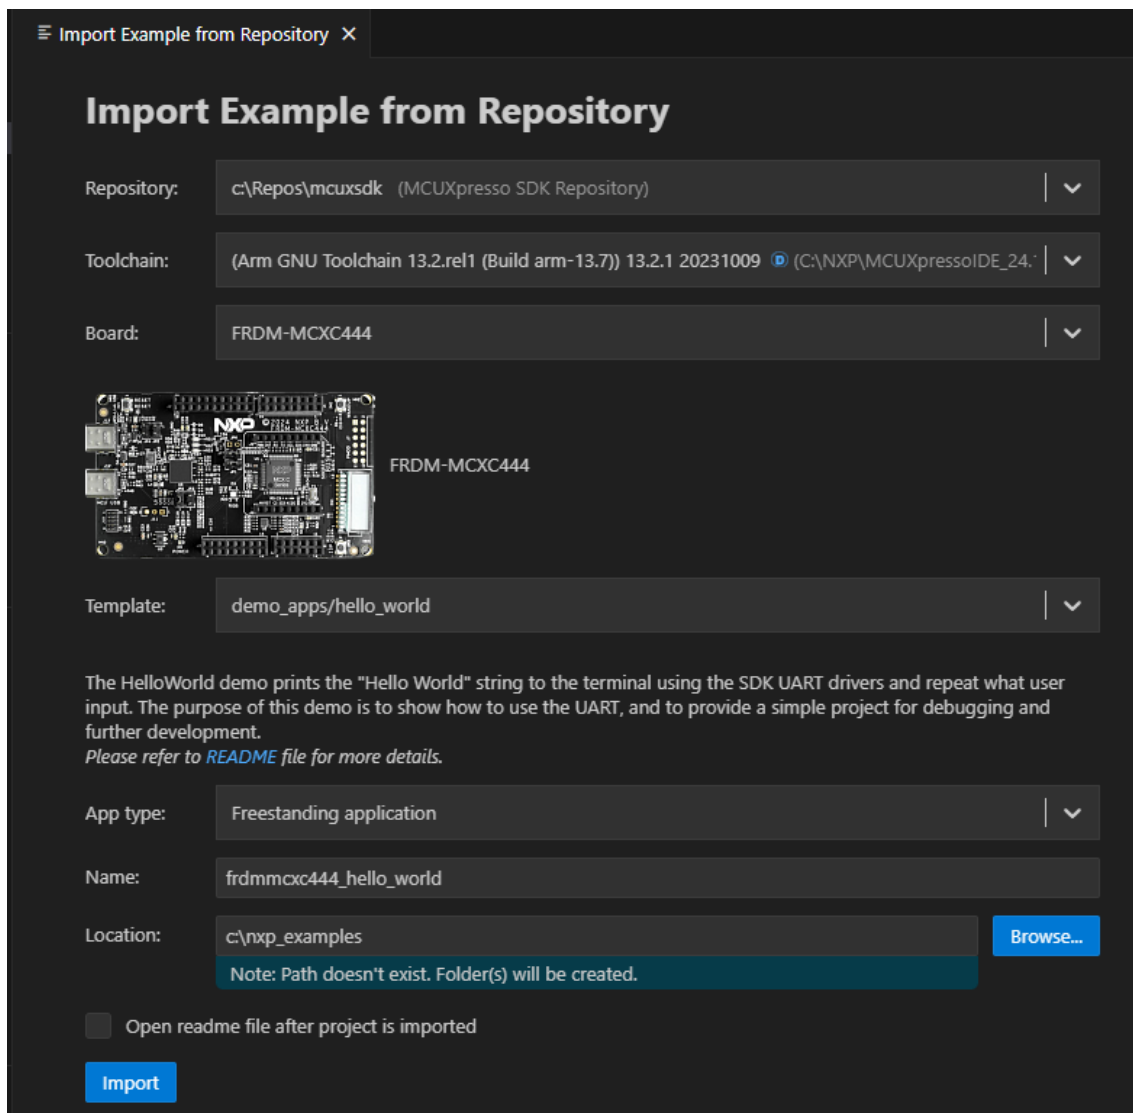 Import Example from Repository
Import Example from Repository
Repository: c:\Repos\mcuxsdk (MCUXpresso SDK Repository)
Toolchain: (Arm GNU Toolchain 13.2.rel1 (Build arm-13.7)) 13.2.1 20231009 D (C:\NXP\MCUXpressoIDE_24.
Board: FRDM-MCXC444
NXP ©2024 NXP B.V.
FRDM-MCXC444
FRDM-MCXC444
Template: demo_apps/hello_world
The HelloWorld demo prints the "Hello World" string to the terminal using the SDK UART drivers and repeat what user
input. The purpose of this demo is to show how to use the UART, and to provide a simple project for debugging and
further development.
Please refer to README file for more details.
App type: Freestanding application
Name: frdmmcxc444_hello_world
Location: c:\nxp_examples Browse...
Note: Path doesn't exist. Folder(s) will be created.
Open readme file after project is imported
Import